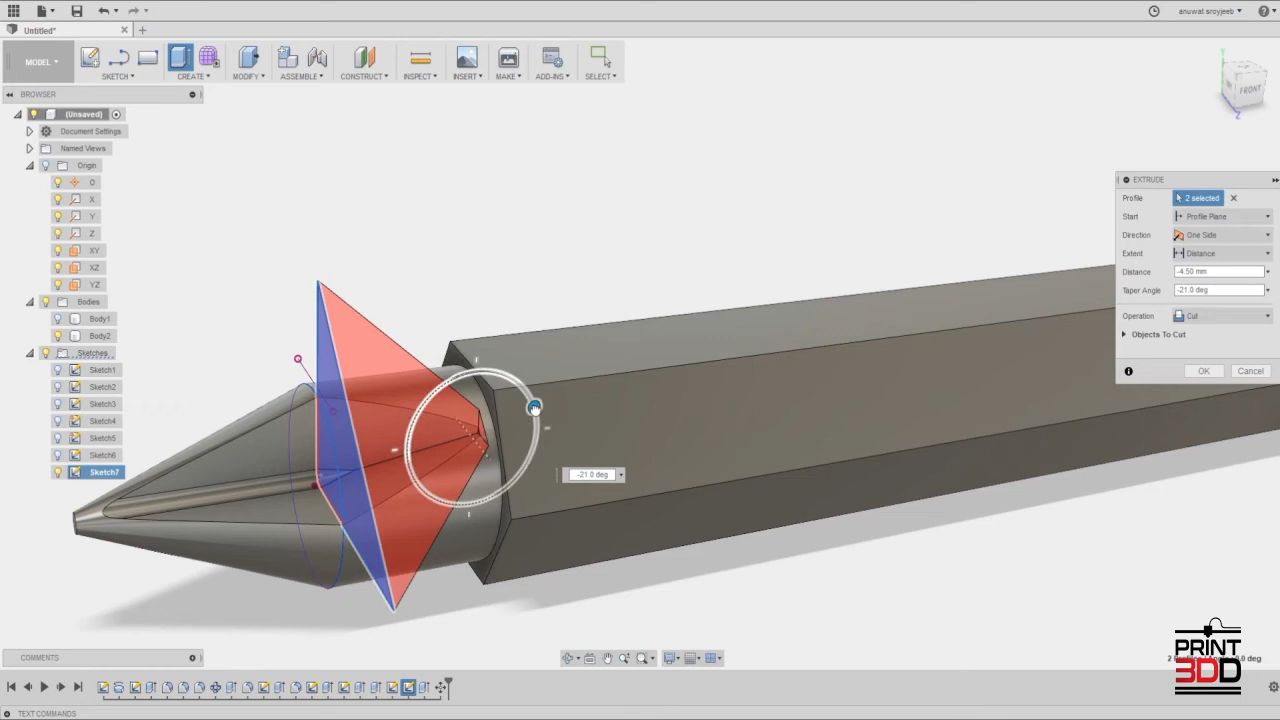 anuwat sroyjeeb
Untitled*
MODEL
SKETCH
CREATE
MODIFY
ASSEMBLE
CONSTRUCT
INSPECT
INSERT
MAKE
ADD-INS
SELECT
FRONT
Z
BROWSER
(Unsaved)
Document Settings
Named Views
Origin
O
X
Y
Z
XY
XZ
YZ
Bodies
Body1
Body2
Sketches
Sketch1
Sketch2
Sketch3
Sketch4
Sketch5
Sketch6
Sketch7
EXTRUDE
Profile 2 selected
Start Profile Plane
Direction One Side
Extent Distance
Distance -4.50 mm
Taper Angle -21.0 deg
Operation Cut
Objects To Cut
OK Cancel
-21.0 deg
COMMENTS
PRINT
3DD
TEXT COMMANDS